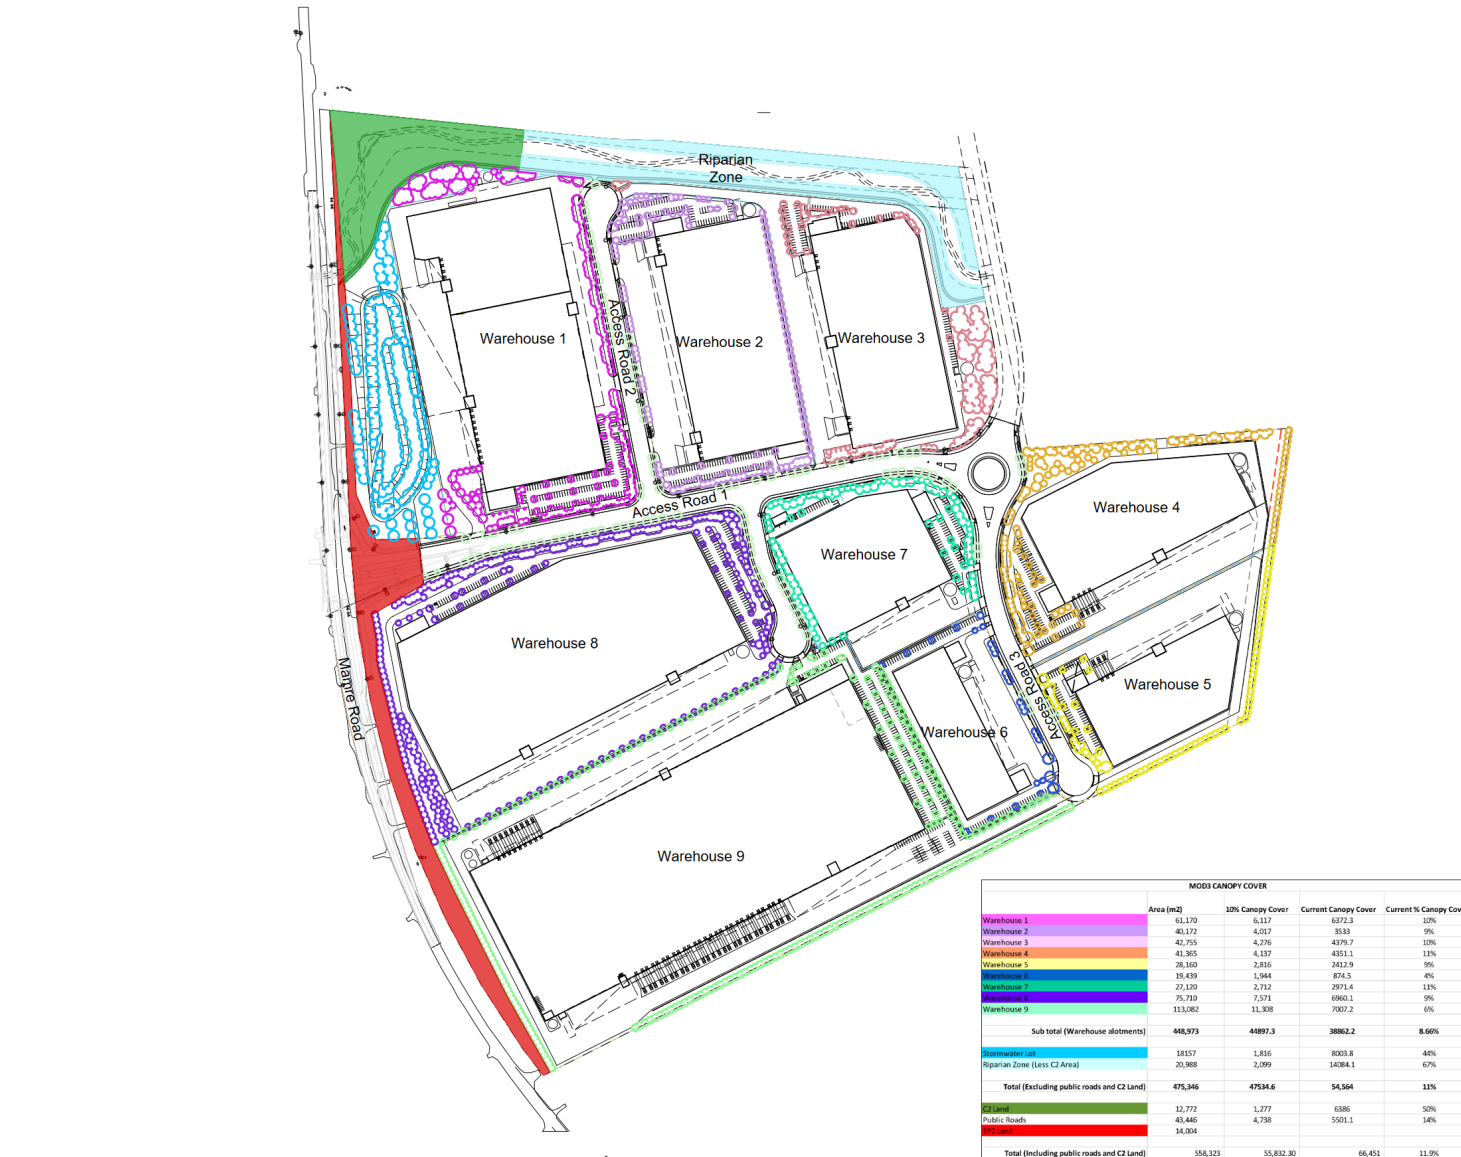 Riparian
Zone
Warehouse 1
Access Road 2
Warehouse 2
Warehouse 3
Access Road 1
Warehouse 4
Warehouse 7
Warehouse 8
Mamre Road
Access Road 3
Warehouse 5
Warehouse 6
Warehouse 9
MOD3 CANOPY COVER
Area (m2) 10% Canopy Cover Current Canopy Cover Current % Canopy Cov
Warehouse 1 61,170 6,117 6372.3 10%
Warehouse 2 40,172 4,017 3533 9%
Warehouse 3 42,755 4,276 4379.7 10%
Warehouse 4 41,365 4,137 4351.1 11%
Warehouse 5 28,160 2,816 2412.9 9%
Warehouse 6 19,439 1,944 874.5 4%
Warehouse 7 27,120 2,712 2971.4 11%
Warehouse 8 75,710 7,571 6960.1 9%
Warehouse 9 113,082 11,308 7007.2 6%
Sub total (Warehouse alotments) 448,973 44897.3 38862.2 8.66%
Stormwater Lot 18157 1,816 8003.8 44%
Riparian Zone (Less C2 Area) 20,988 2,099 14084.1 67%
Total (Excluding public roads and C2 Land) 475,346 47534.6 54,564 11%
C2 Land 12,772 1,277 6386 50%
Public Roads 43,446 4,738 5501.1 14%
SP2 Land 14,004
Total (Including public roads and C2 Land) 558,323 55,832.30 66,451 11.9%